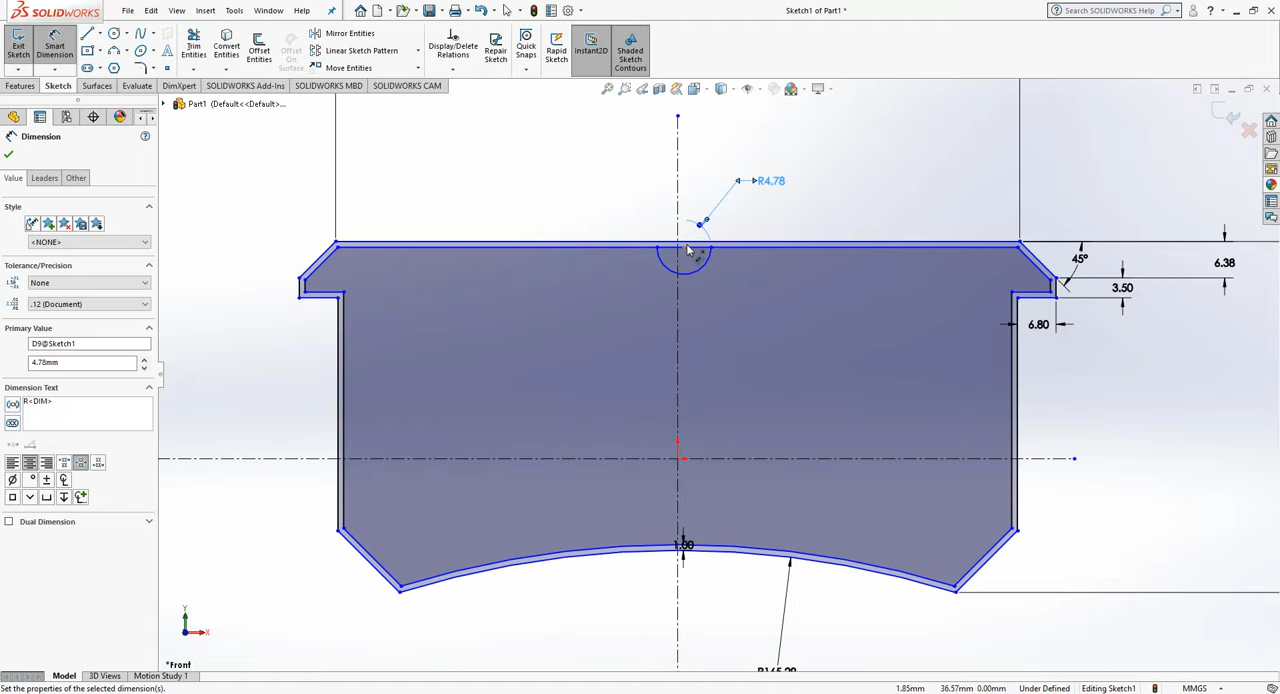 SOLIDWORKS File Edit View Insert Tools Window Help Sketch1 of Part1 * Search SOLIDWORKS Help
Exit Sketch Smart Dimension Trim Entities Convert Entities Offset Entities Offset On Surface Mirror Entities Linear Sketch Pattern Move Entities Display/Delete Relations Repair Sketch Quick Snaps Rapid Sketch Instant2D Shaded Sketch Contours
Features Sketch Surfaces Evaluate DimXpert SOLIDWORKS Add-Ins SOLIDWORKS MBD SOLIDWORKS CAM
Part1 (Default<<Default>...
Dimension
Value Leaders Other
Style
<NONE>
Tolerance/Precision
None
.12 (Document)
Primary Value
D9@Sketch1
4.78mm
Dimension Text
R<DIM>
Dual Dimension
R4.78
45°
6.38
3.50
6.80
1.00
Y
X
*Front
Model 3D Views Motion Study 1
Set the properties of the selected dimension(s). 1.85mm 36.57mm 0.00mm Under Defined Editing Sketch1 MMGS